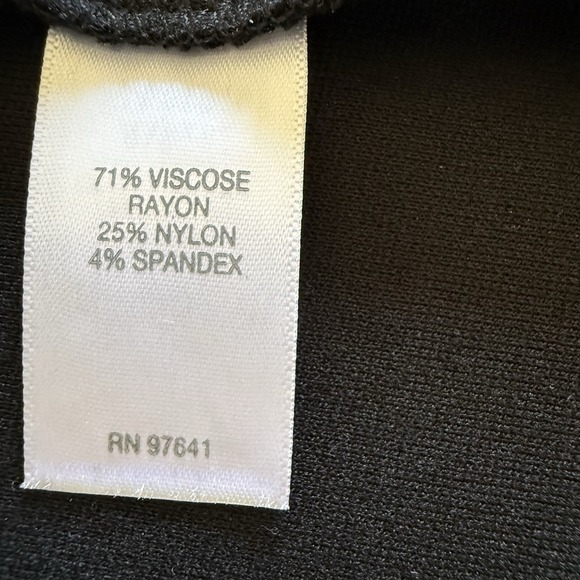 71% VISCOSE
RAYON
25% NYLON
4% SPANDEX
RN 97641